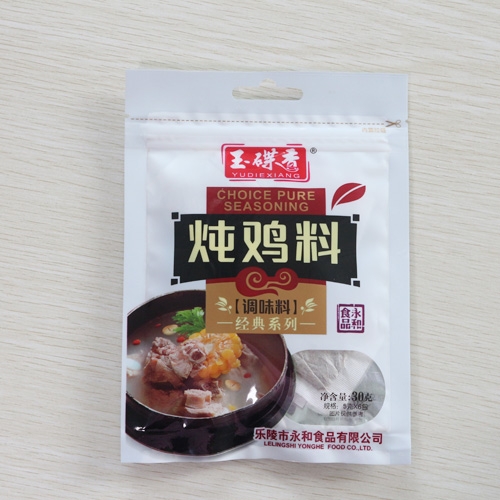 玉碟香®
YUDIEXIANG
CHOICE PURE
SEASONING
炖鸡料
【调味料】
经典系列
永和
食品
净含量:30克
乐陵市永和食品有限公司
LELINGSHI YONGHE FOOD CO.,LTD.